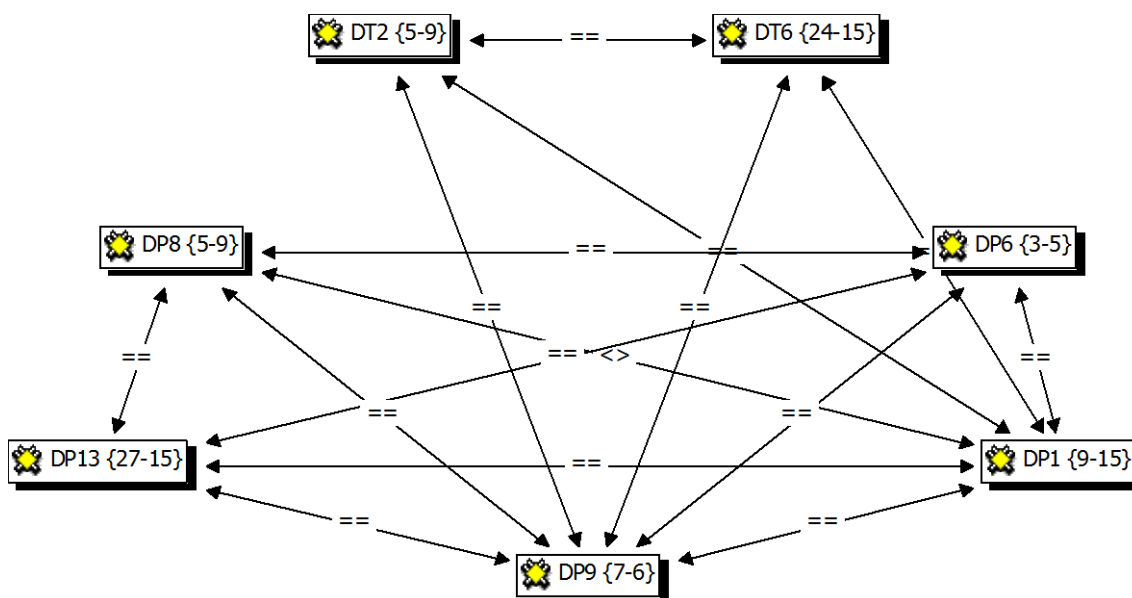 DT2 {5-9}
==
DT6 {24-15}
DP8 {5-9}
==
==
=
DP6 {3-5}
==
==
==
== <>
==
==
==
DP13 {27-15}
==
DP1 {9-15}
==
==
DP9 {7-6}